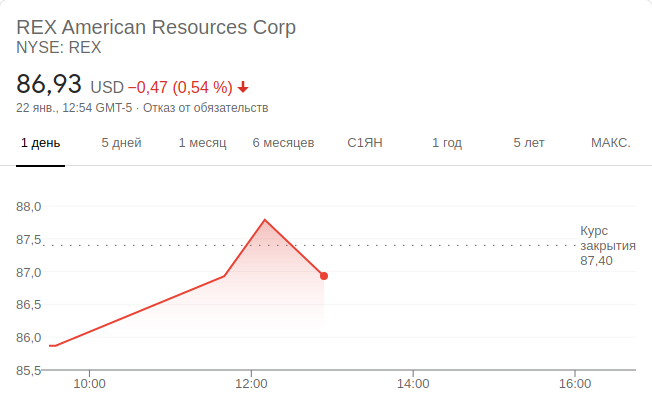 REX American Resources Corp
NYSE: REX
86,93 USD −0,47 (0,54 %)
22 янв., 12:54 GMT-5 · Отказ от обязательств
1 день 5 дней 1 месяц 6 месяцев С1ЯН 1 год 5 лет МАКС.
88,0
87,5
87,0
86,5
86,0
85,5
Курс
закрытия
87,40
10:00 12:00 14:00 16:00